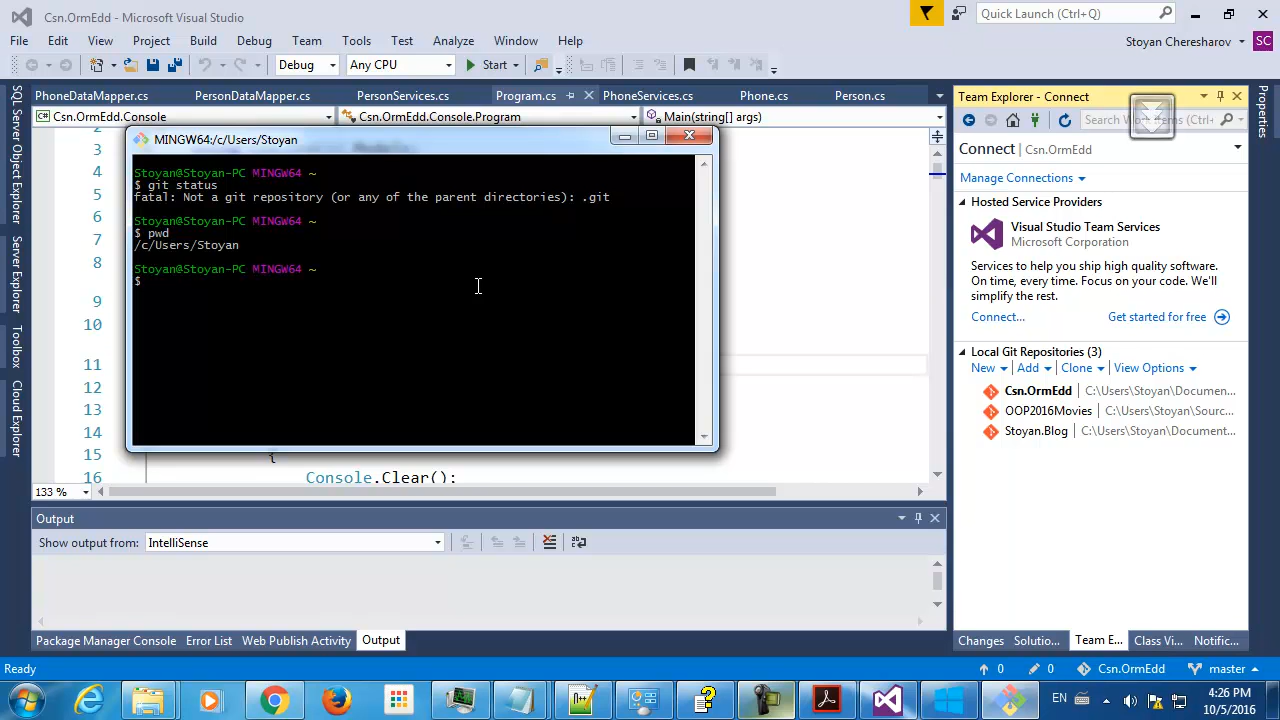 Csn.OrmEdd - Microsoft Visual Studio
Quick Launch (Ctrl+Q)
File Edit View Project Build Debug Team Tools Test Analyze Window Help
Stoyan Cheresharov SC
Debug Any CPU Start
PhoneDataMapper.cs PersonDataMapper.cs PersonServices.cs Program.cs PhoneServices.cs Phone.cs Person.cs
Csn.OrmEdd.Console Csn.OrmEdd.Console.Program Main(string[] args)
SQL Server Object Explorer
Toolbox
Cloud Explorer
2
3
4
5
6
7
8
9
10
11
12
13
14
15 {
16 Console.Clear();
133 %
MINGW64:/c/Users/Stoyan
Stoyan@Stoyan-PC MINGW64 ~
$ git status
fatal: Not a git repository (or any of the parent directories): .git
Stoyan@Stoyan-PC MINGW64 ~
$ pwd
/c/Users/Stoyan
Stoyan@Stoyan-PC MINGW64 ~
$
Team Explorer - Connect
Search Work Items (Ctrl+
Connect | Csn.OrmEdd
Manage Connections
Hosted Service Providers
Visual Studio Team Services
Microsoft Corporation
Services to help you ship high quality software.
On time, every time. Focus on your code. We'll
simplify the rest.
Connect... Get started for free
Local Git Repositories (3)
New | Add | Clone | View Options
Csn.OrmEdd | C:\Users\Stoyan\Documen...
OOP2016Movies | C:\Users\Stoyan\Sourc...
Stoyan.Blog | C:\Users\Stoyan\Document...
Properties
Output
Show output from: IntelliSense
Package Manager Console Error List Web Publish Activity Output
Changes Solutio... Team E... Class Vi... Notific...
Ready 0 0 Csn.OrmEdd master
EN 4:26 PM
10/5/2016